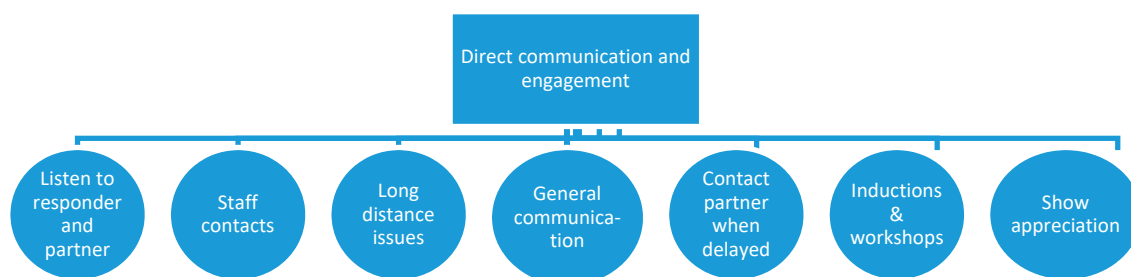 Direct communication and
engagement
Listen to
responder
and
partner
Staff
contacts
Long
distance
issues
General
communica-
tion
Contact
partner
when
delayed
Inductions
&
workshops
Show
appreciation